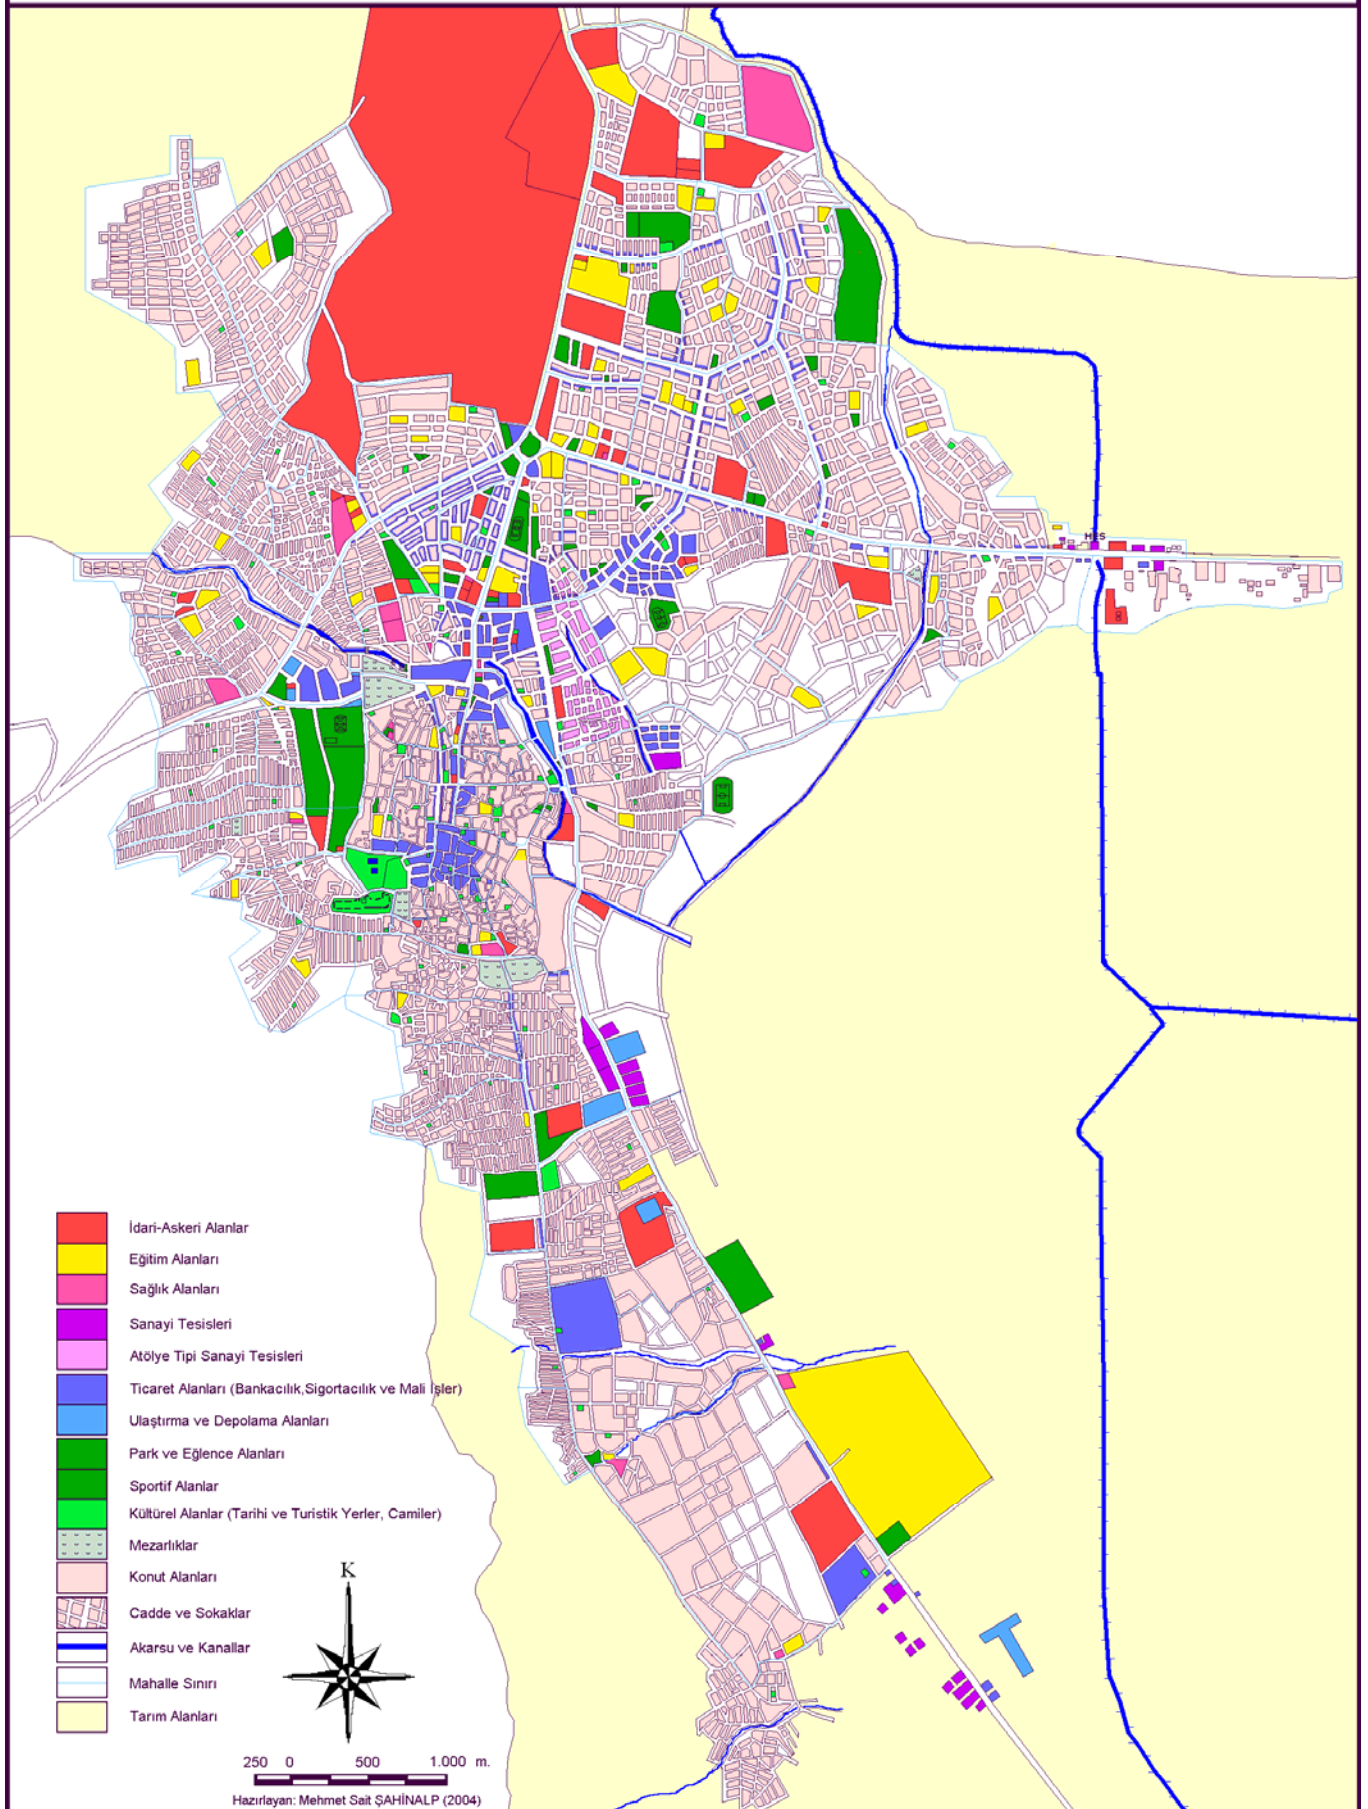 HES
İdari-Askeri Alanlar
Eğitim Alanları
Sağlık Alanları
Sanayi Tesisleri
Atölye Tipi Sanayi Tesisleri
Ticaret Alanları (Bankacılık,Sigortacılık ve Mali İşler)
Ulaştırma ve Depolama Alanları
Park ve Eğlence Alanları
Sportif Alanlar
Kültürel Alanlar (Tarihi ve Turistik Yerler, Camiler)
Mezarlıklar
Konut Alanları
Cadde ve Sokaklar
Akarsu ve Kanallar
Mahalle Sınırı
Tarım Alanları
K
250 0 500 1.000 m.
Hazırlayan: Mehmet Sait ŞAHİNALP (2004)